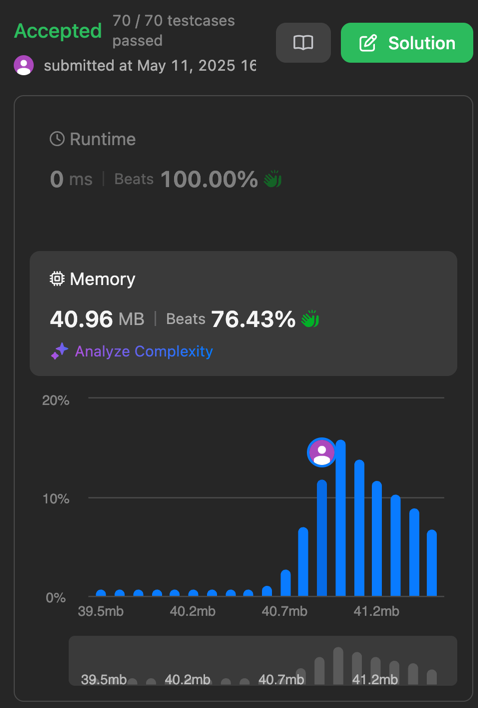 Accepted
70 / 70 testcases
passed
Solution
submitted at May 11, 2025 16
Runtime
0 ms | Beats 100.00%
Memory
40.96 MB | Beats 76.43%
Analyze Complexity
20%
10%
0%
39.5mb 40.2mb 40.7mb 41.2mb
39.5mb 40.2mb 40.7mb 41.2mb